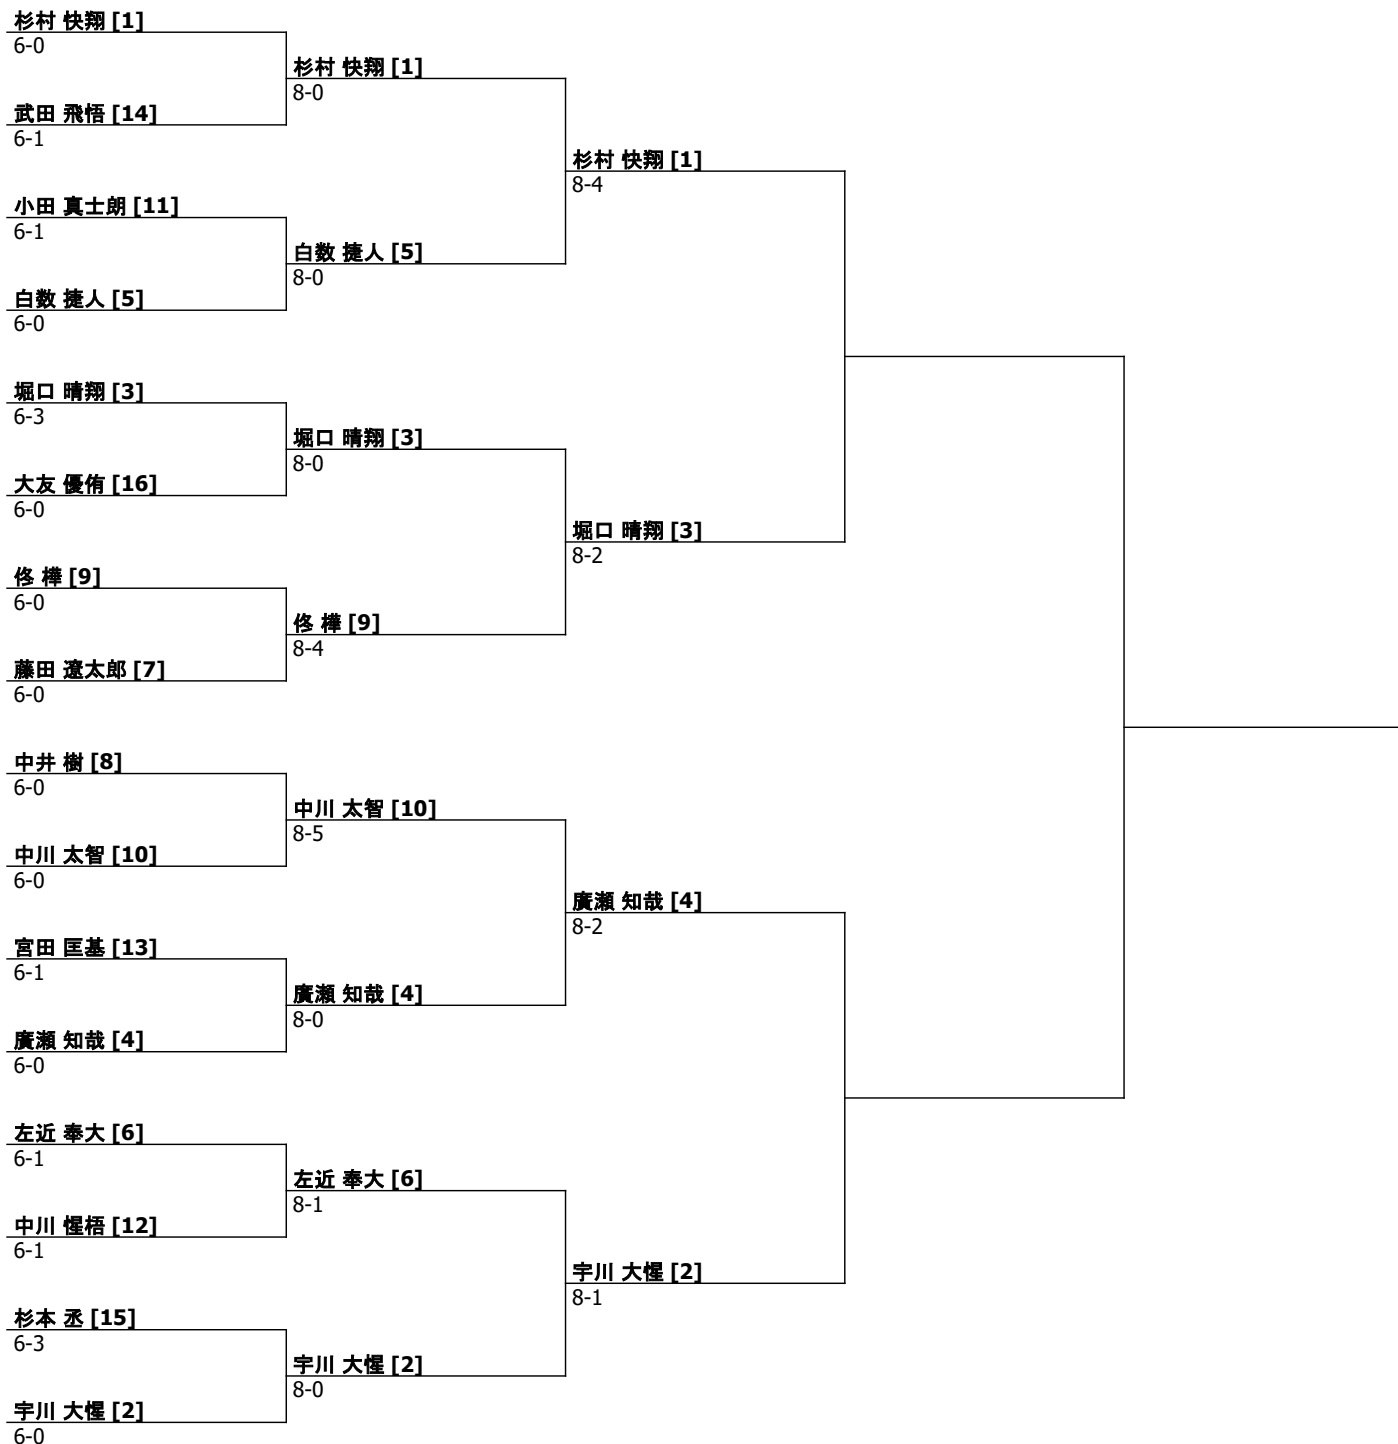 杉村 快翔 [1]
6-0
杉村 快翔 [1]
8-0
武田 飛悟 [14]
6-1
杉村 快翔 [1]
8-4
小田 真士朗 [11]
6-1
白数 捷人 [5]
8-0
白数 捷人 [5]
6-0
堀口 晴翔 [3]
6-3
堀口 晴翔 [3]
8-0
大友 優侑 [16]
6-0
堀口 晴翔 [3]
8-2
佟 樺 [9]
6-0
佟 樺 [9]
8-4
藤田 遼太郎 [7]
6-0
中井 樹 [8]
6-0
中川 太智 [10]
8-5
中川 太智 [10]
6-0
廣瀬 知哉 [4]
8-2
宮田 匡基 [13]
6-1
廣瀬 知哉 [4]
8-0
廣瀬 知哉 [4]
6-0
左近 奉大 [6]
6-1
左近 奉大 [6]
8-1
中川 惺梧 [12]
6-1
宇川 大惺 [2]
8-1
杉本 丞 [15]
6-3
宇川 大惺 [2]
8-0
宇川 大惺 [2]
6-0